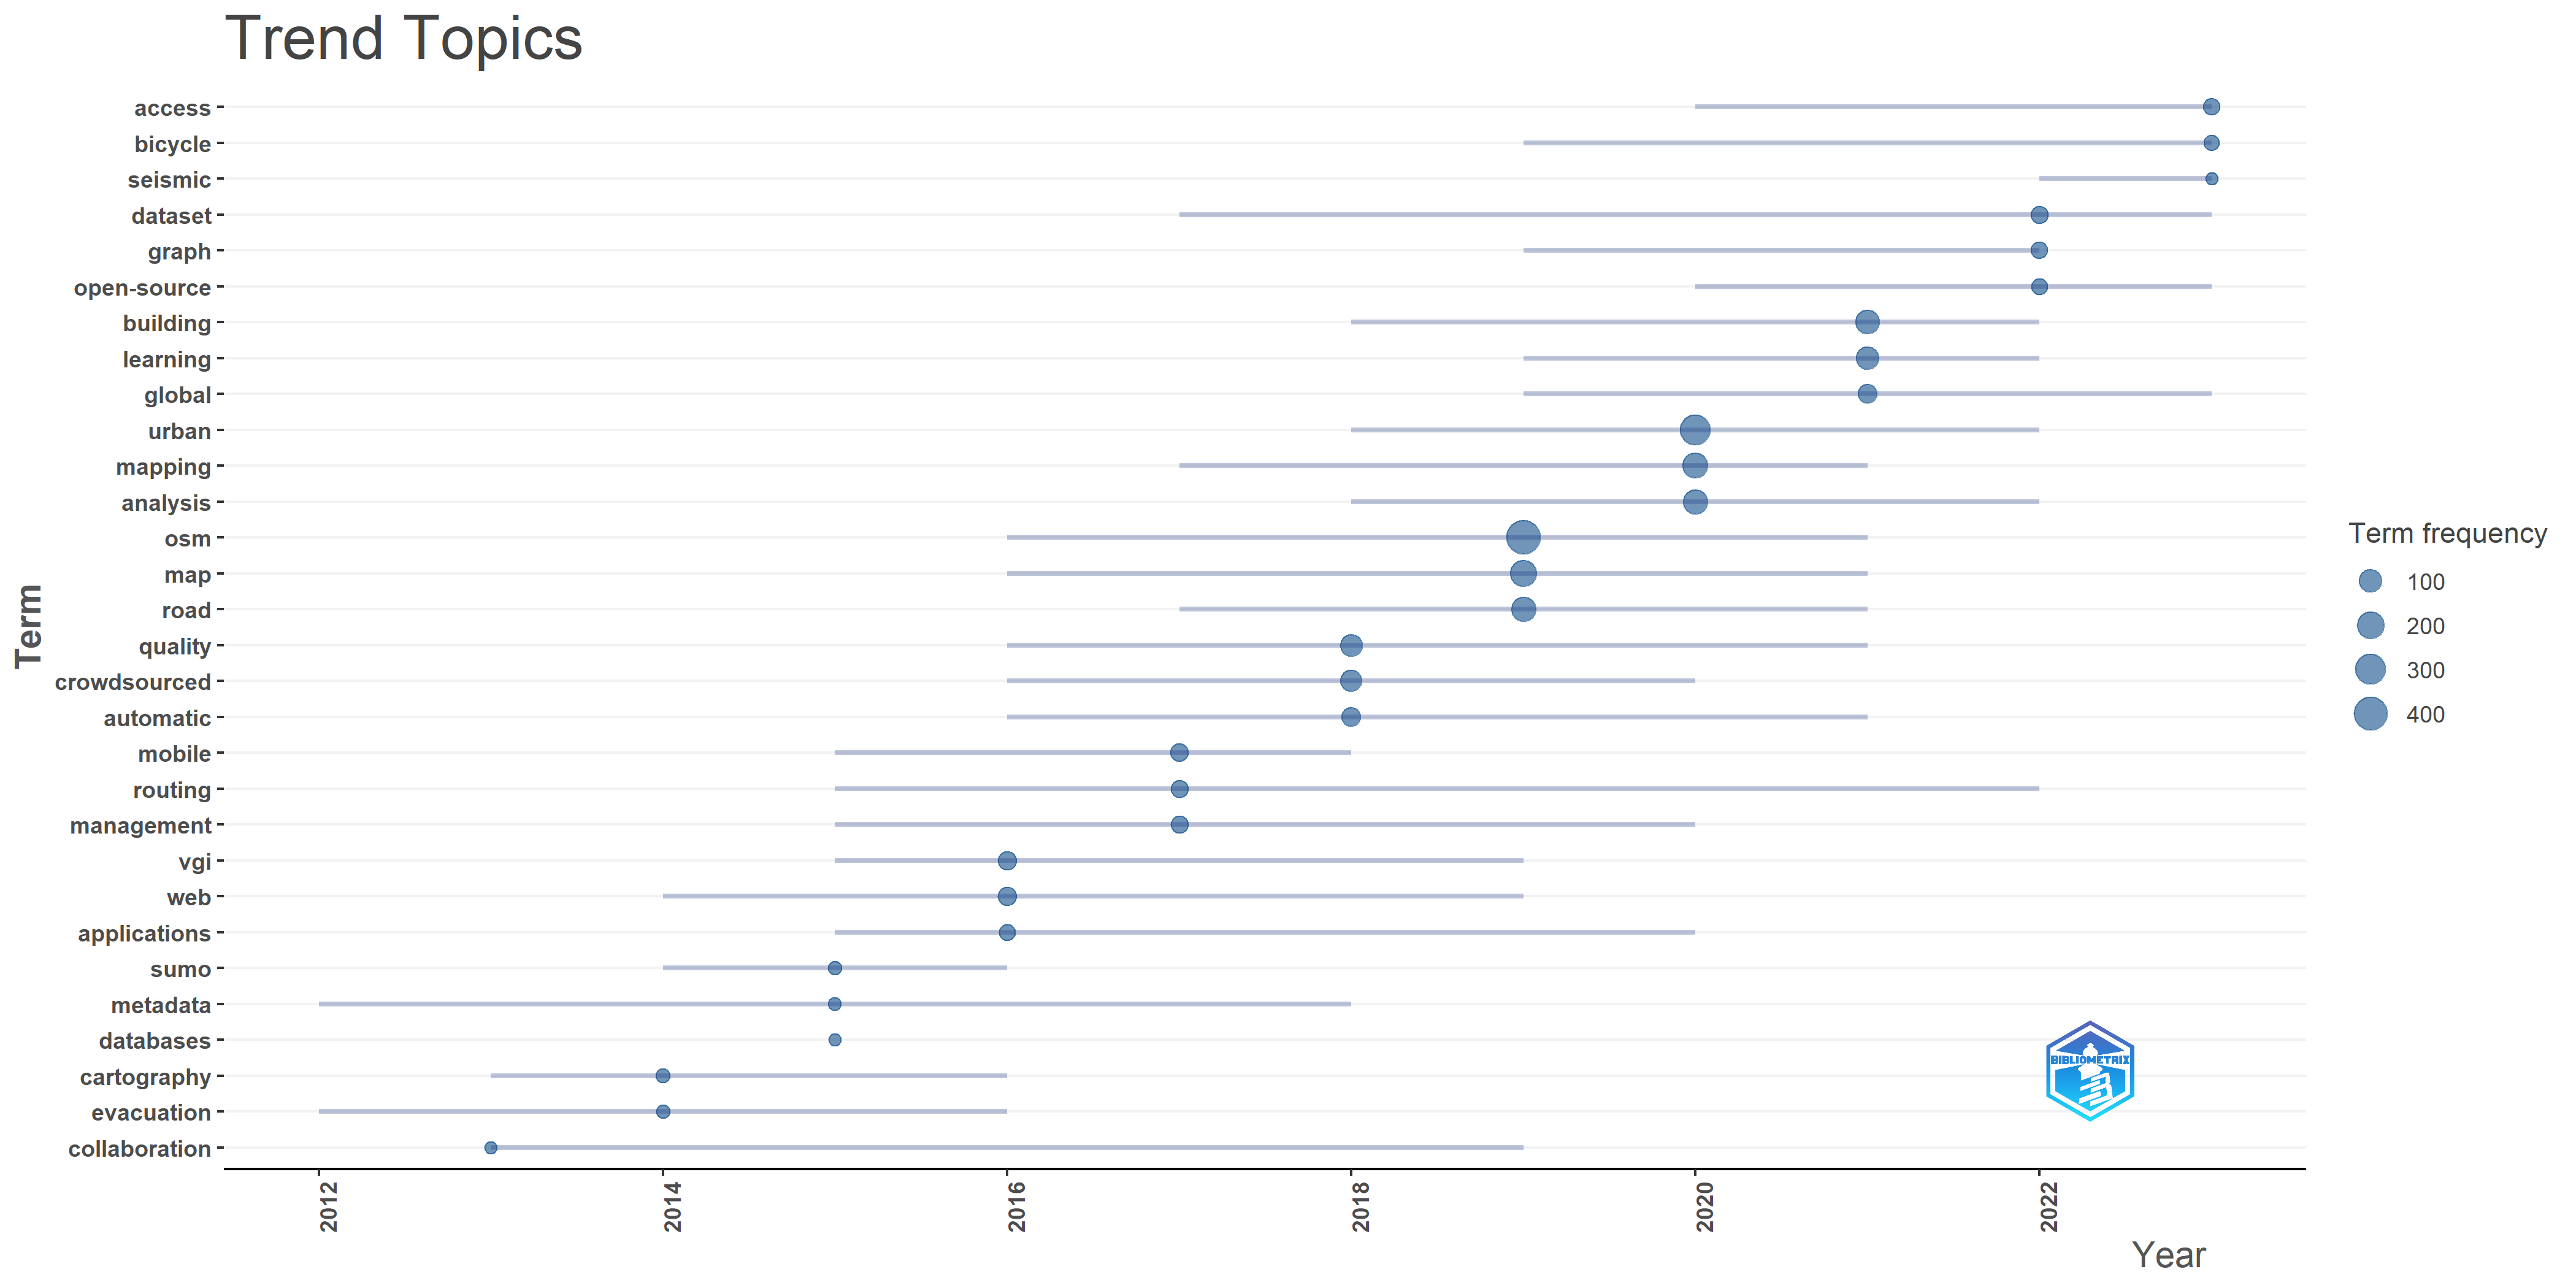 Trend Topics
access
bicycle
seismic
dataset
graph
open-source
building
learning
global
urban
mapping
analysis
osm
map
road
quality
crowdsourced
automatic
mobile
routing
management
vgi
web
applications
sumo
metadata
databases
cartography
evacuation
collaboration
Term
2012
2014
2016
2018
2020
2022
Year
Term frequency
100
200
300
400
BIBLIOMETRIX